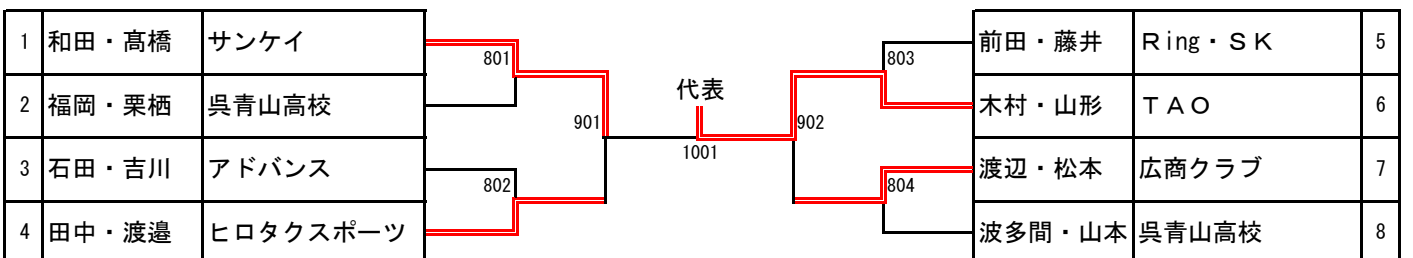 1 和田・髙橋 サンケイ
2 福岡・栗栖 呉青山高校
3 石田・吉川 アドバンス
4 田中・渡邉 ヒロタクスポーツ
801
802
901
代表
1001
902
803
804
前田・藤井 Ｒing・ＳＫ 5
木村・山形 ＴＡＯ 6
渡辺・松本 広商クラブ 7
波多間・山本 呉青山高校 8